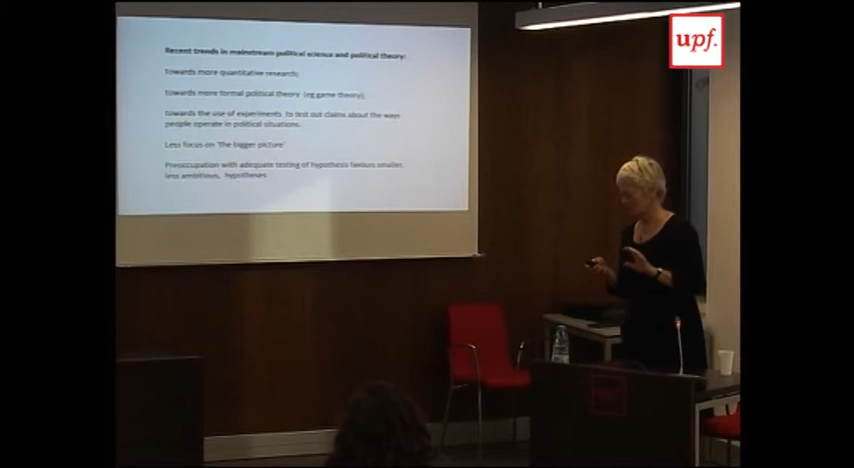 upf.
Recent trends in mainstream political science and political theory:
towards more quantitative research;
towards more formal political theory (eg game theory);
towards the use of experiments to test out claims about the ways
people operate in political situations.
Less focus on 'the bigger picture'
Preoccupation with adequate testing of hypothesis favours smaller,
less ambitious, hypotheses
upf.